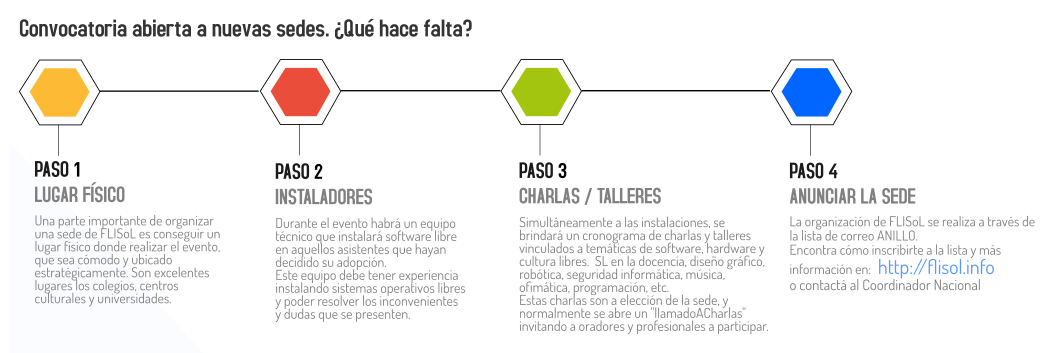 Convocatoria abierta a nuevas sedes. ¿Qué hace falta?
PASO 1
LUGAR FÍSICO
Una parte importante de organizar
una sede de FLISoL es conseguir un
lugar físico donde realizar el evento,
que sea cómodo y ubicado
estratégicamente. Son excelentes
lugares los colegios, centros
culturales y universidades.
PASO 2
INSTALADORES
Durante el evento habrá un equipo
técnico que instalará software libre
en aquellos asistentes que hayan
decidido su adopción.
Este equipo debe tener experiencia
instalando sistemas operativos libres
y poder resolver los inconvenientes
y dudas que se presenten.
PASO 3
CHARLAS / TALLERES
Simultáneamente a las instalaciones, se
brindará un cronograma de charlas y talleres
vinculados a temáticas de software, hardware y
cultura libres. SL en la docencia, diseño gráfico,
robótica, seguridad informática, música,
ofimática, programación, etc.
Estas charlas son a elección de la sede, y
normalmente se abre un "llamadoACharlas"
invitando a oradores y profesionales a participar.
PASO 4
ANUNCIAR LA SEDE
La organización de FLISoL se realiza a través de
la lista de correo ANILLO.
Encontra cómo inscribirte a la lista y más
información en: http://flisol.info
o contactá al Coordinador Nacional